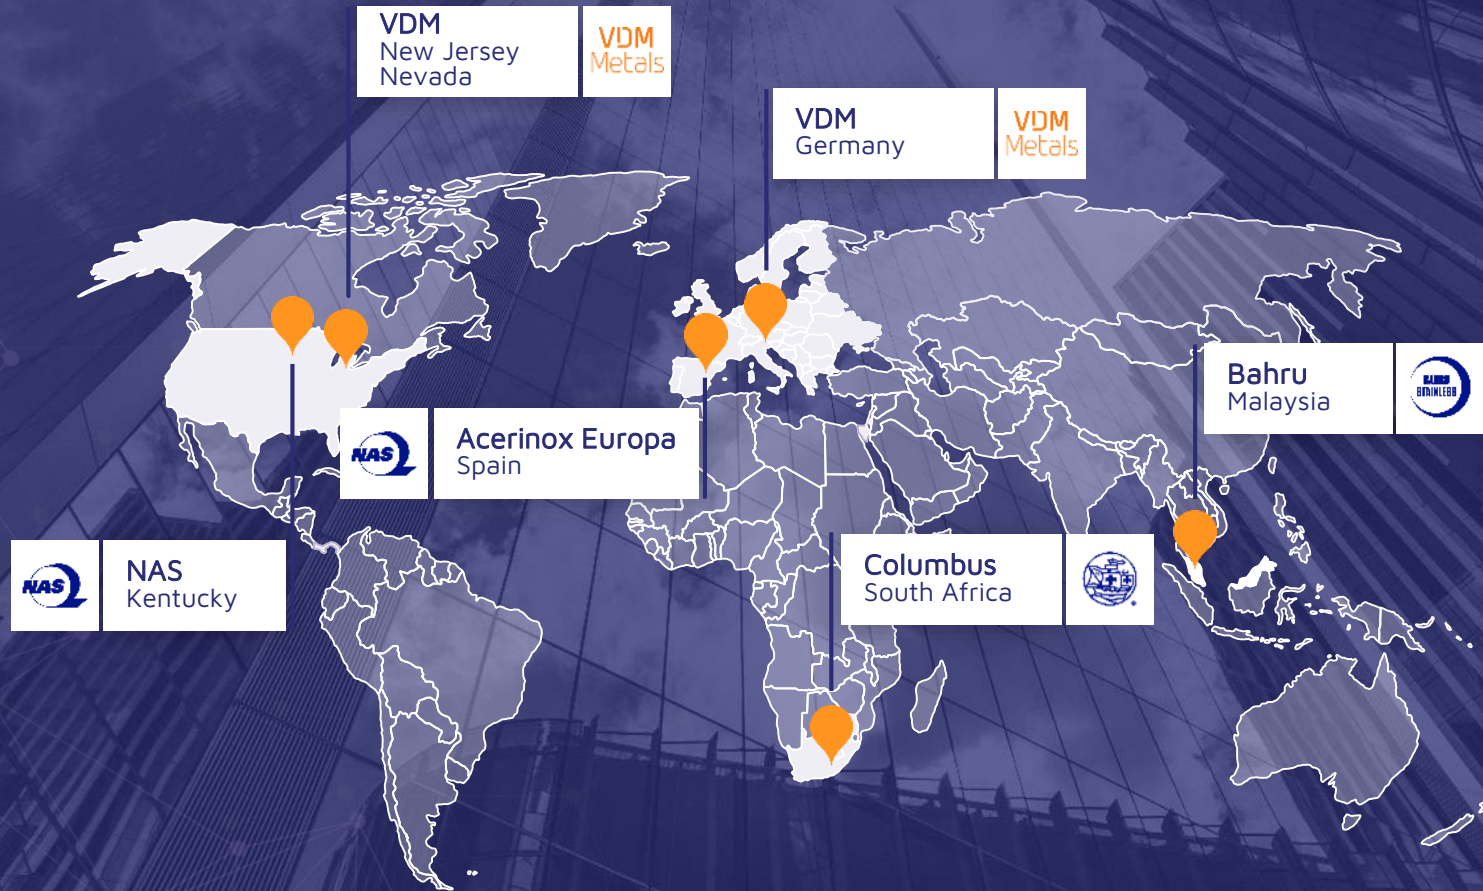 VDM
New Jersey
Nevada
VDM
Metals
VDM
Germany
VDM
Metals
Bahru
Malaysia
NAS
Acerinox Europa
Spain
NAS
NAS
Kentucky
Columbus
South Africa